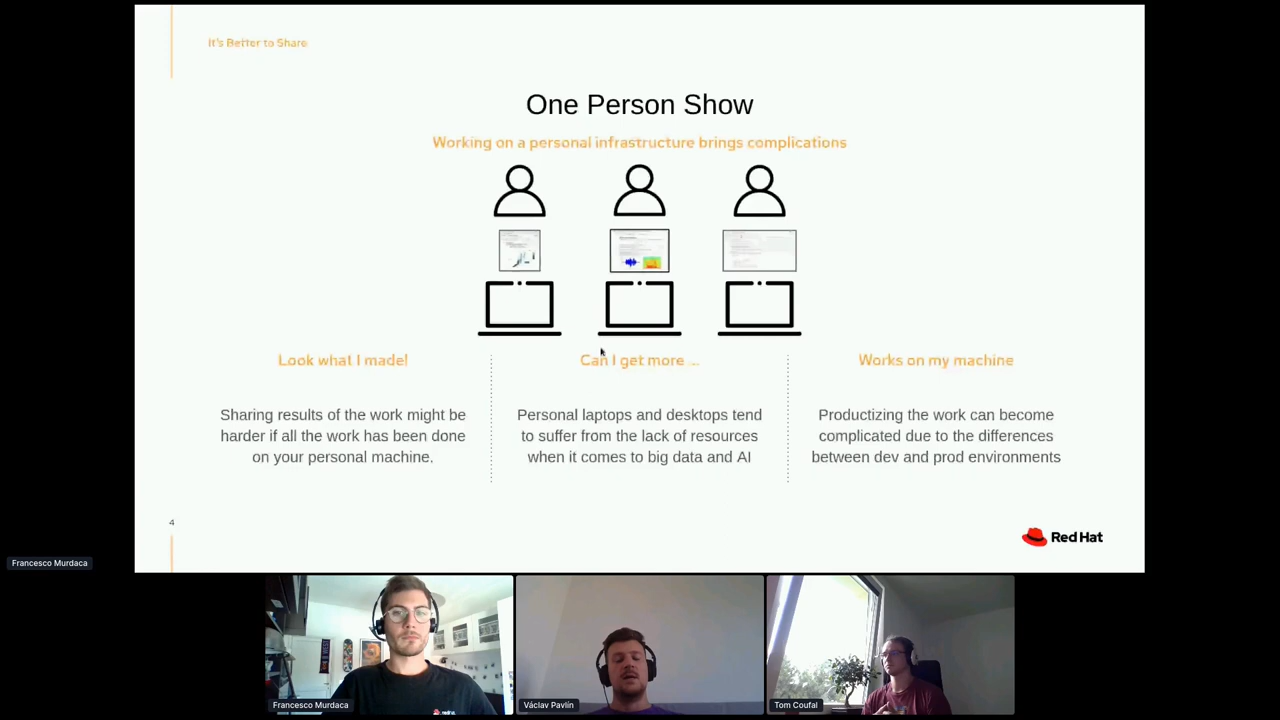 It's Better to Share
One Person Show
Working on a personal infrastructure brings complications
Look what I made!
Can I get more ...
Works on my machine
Sharing results of the work might be
harder if all the work has been done
on your personal machine.
Personal laptops and desktops tend
to suffer from the lack of resources
when it comes to big data and AI
Productizing the work can become
complicated due to the differences
between dev and prod environments
4
Red Hat
Francesco Murdaca
Francesco Murdaca
Václav Pavlín
Tom Coufal